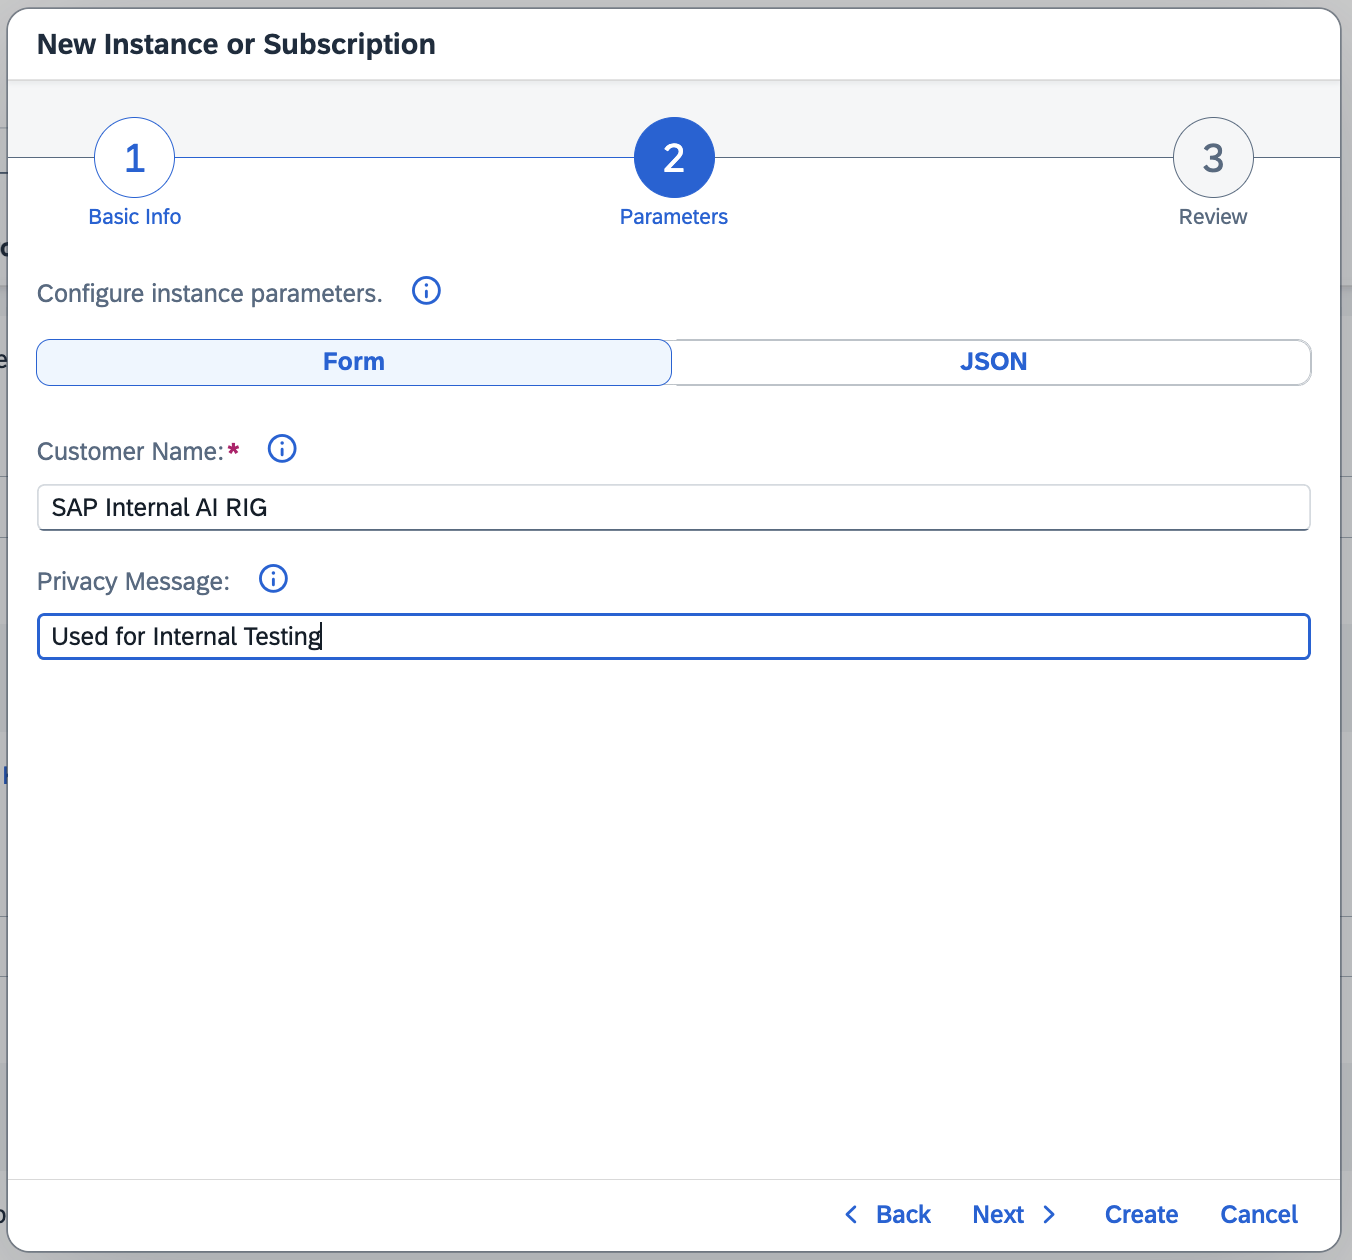 New Instance or Subscription
1
2
3
Basic Info
Parameters
Review
Configure instance parameters.
Form
JSON
Customer Name:*
SAP Internal AI RIG
Privacy Message:
Used for Internal Testing
Back
Next
Create
Cancel